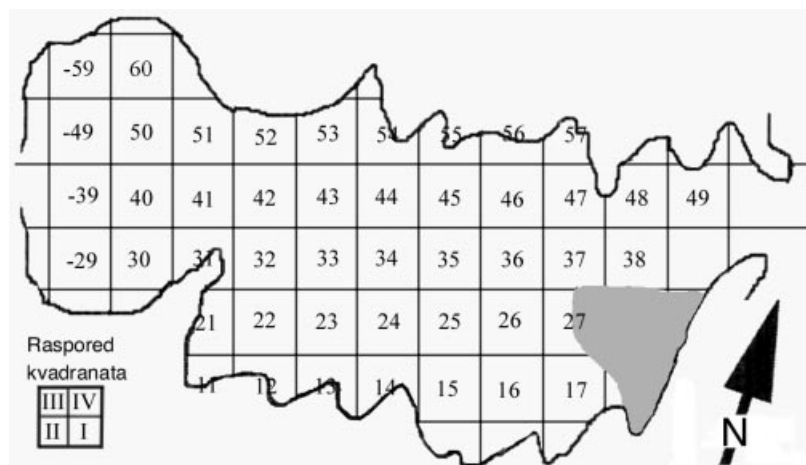 -59 60
-49 50 51 52 53 54 55 56 57
-39 40 41 42 43 44 45 46 47 48 49
-29 30 31 32 33 34 35 36 37 38
21 22 23 24 25 26 27
11 12 13 14 15 16 17
Raspored
kvadranata
III IV
II I
N